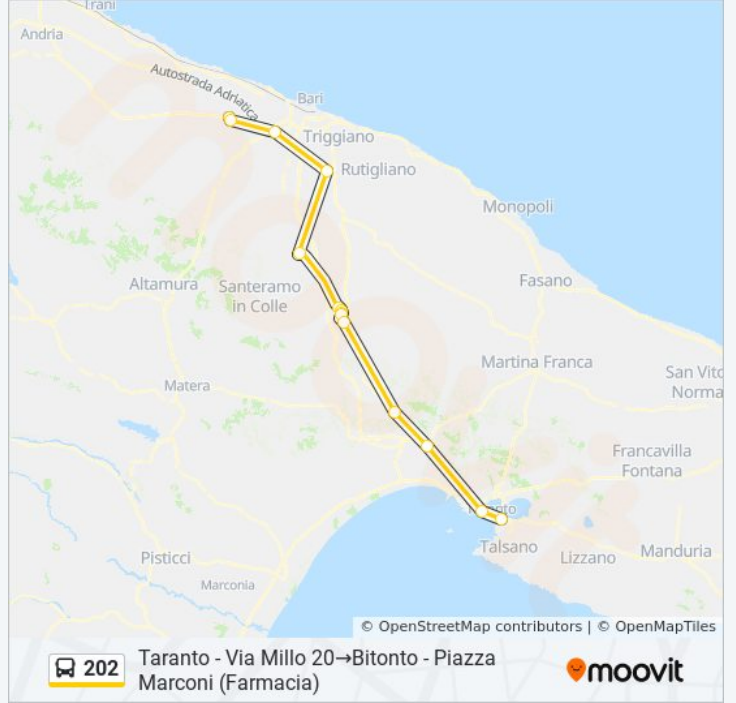 Trani
Andria
Autostrada Adriatica
Bari
Triggiano
Rutigliano
Monopoli
Altamura
Santeramo
in Colle
Fasano
Martina Franca
San Vito
Norma
Matera
Francavilla
Fontana
Talsano
Lizzano
Manduria
Pisticci
Marconia
© OpenStreetMap contributors | © OpenMapTiles
202
Taranto - Via Millo 20→Bitonto - Piazza
Marconi (Farmacia)
moovit